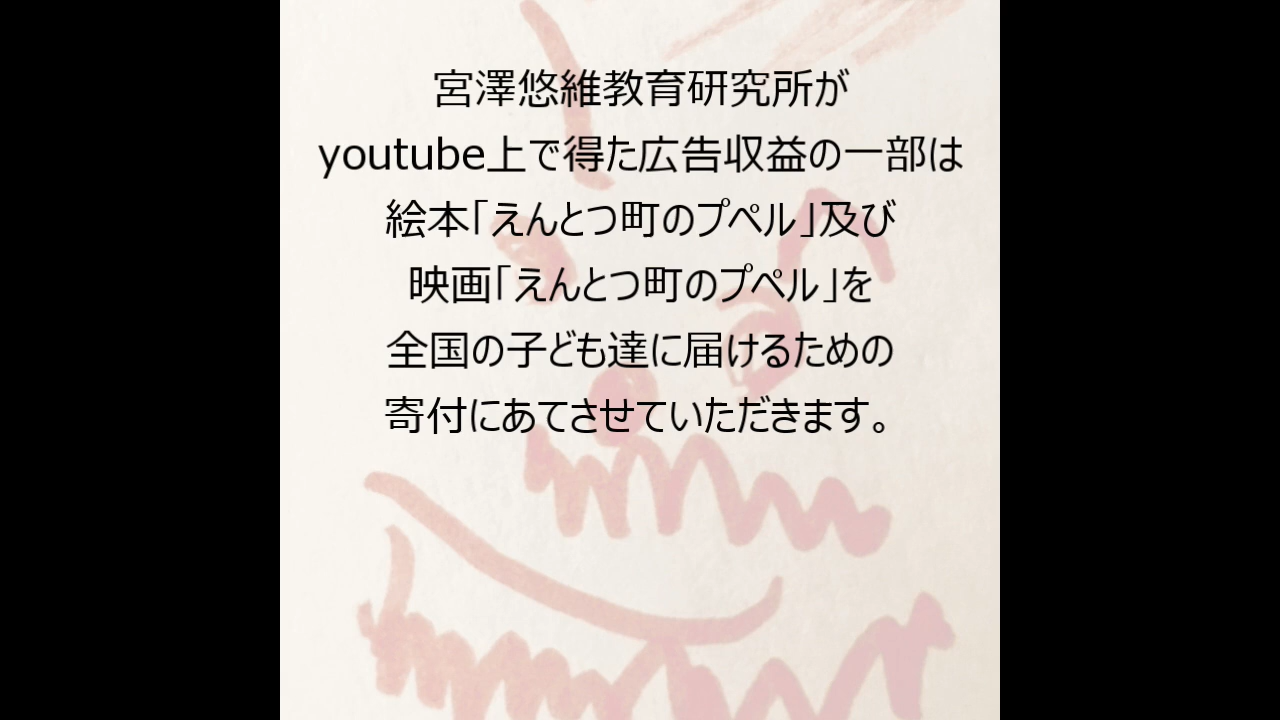 宮澤悠維教育研究所が
youtube上で得た広告収益の一部は
絵本「えんとつ町のプペル」及び
映画「えんとつ町のプペル」を
全国の子ども達に届けるための
寄付にあてさせていただきます。